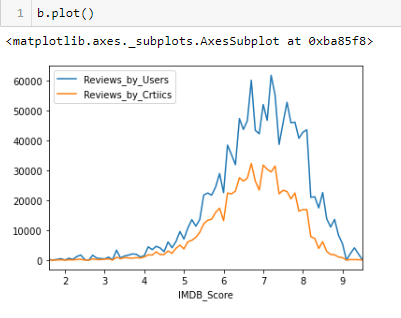 1 b.plot()
<matplotlib.axes._subplots.AxesSubplot at 0xba85f8>
60000
50000
40000
30000
20000
10000
0
Reviews_by_Users
Reviews_by_Crtiics
2 3 4 5 6 7 8 9
IMDB_Score